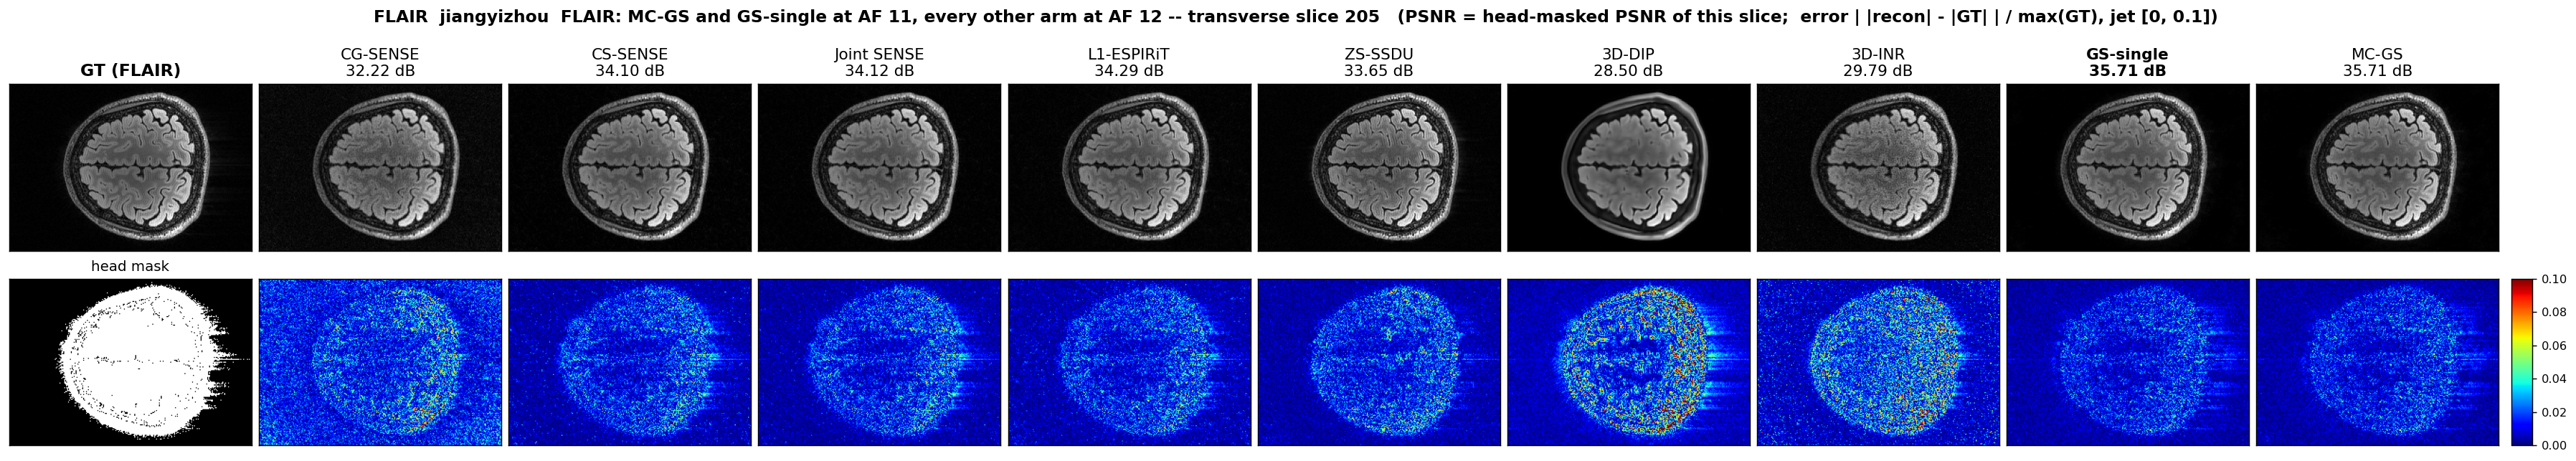 FLAIR  jiangyizhou  FLAIR: MC-GS and GS-single at AF 11, every other arm at AF 12 -- transverse slice 205   (PSNR = head-masked PSNR of this slice;  error | |recon| - |GT| | / max(GT), jet [0, 0.1])
GT (FLAIR)
CG-SENSE
32.22 dB
CS-SENSE
34.10 dB
Joint SENSE
34.12 dB
L1-ESPIRiT
34.29 dB
ZS-SSDU
33.65 dB
3D-DIP
28.50 dB
3D-INR
29.79 dB
GS-single
35.71 dB
MC-GS
35.71 dB
head mask
0.10
0.08
0.06
0.04
0.02
0.00